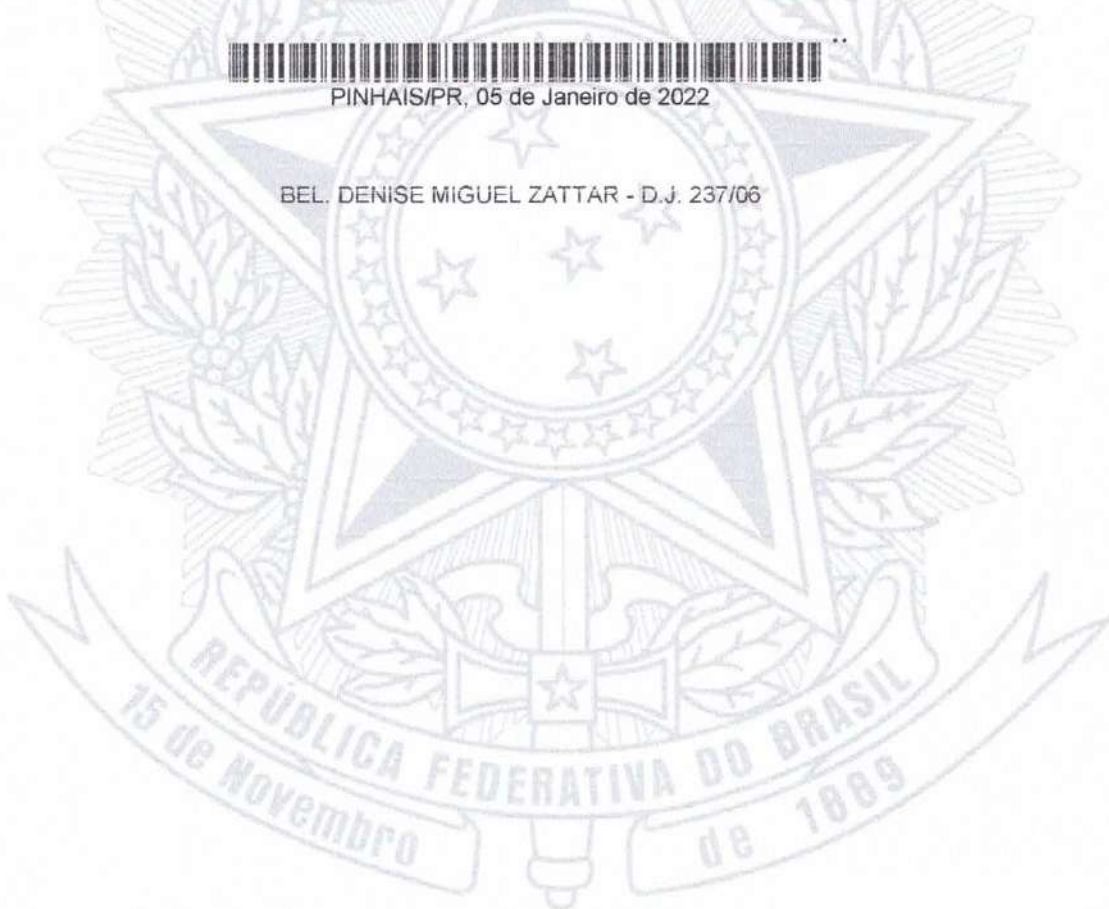 PINHAIS/PR, 05 de Janeiro de 2022
BEL. DENISE MIGUEL ZATTAR - D.J. 237/06
REPÚBLICA FEDERATIVA DO BRASIL
15 de Novembro de 1889